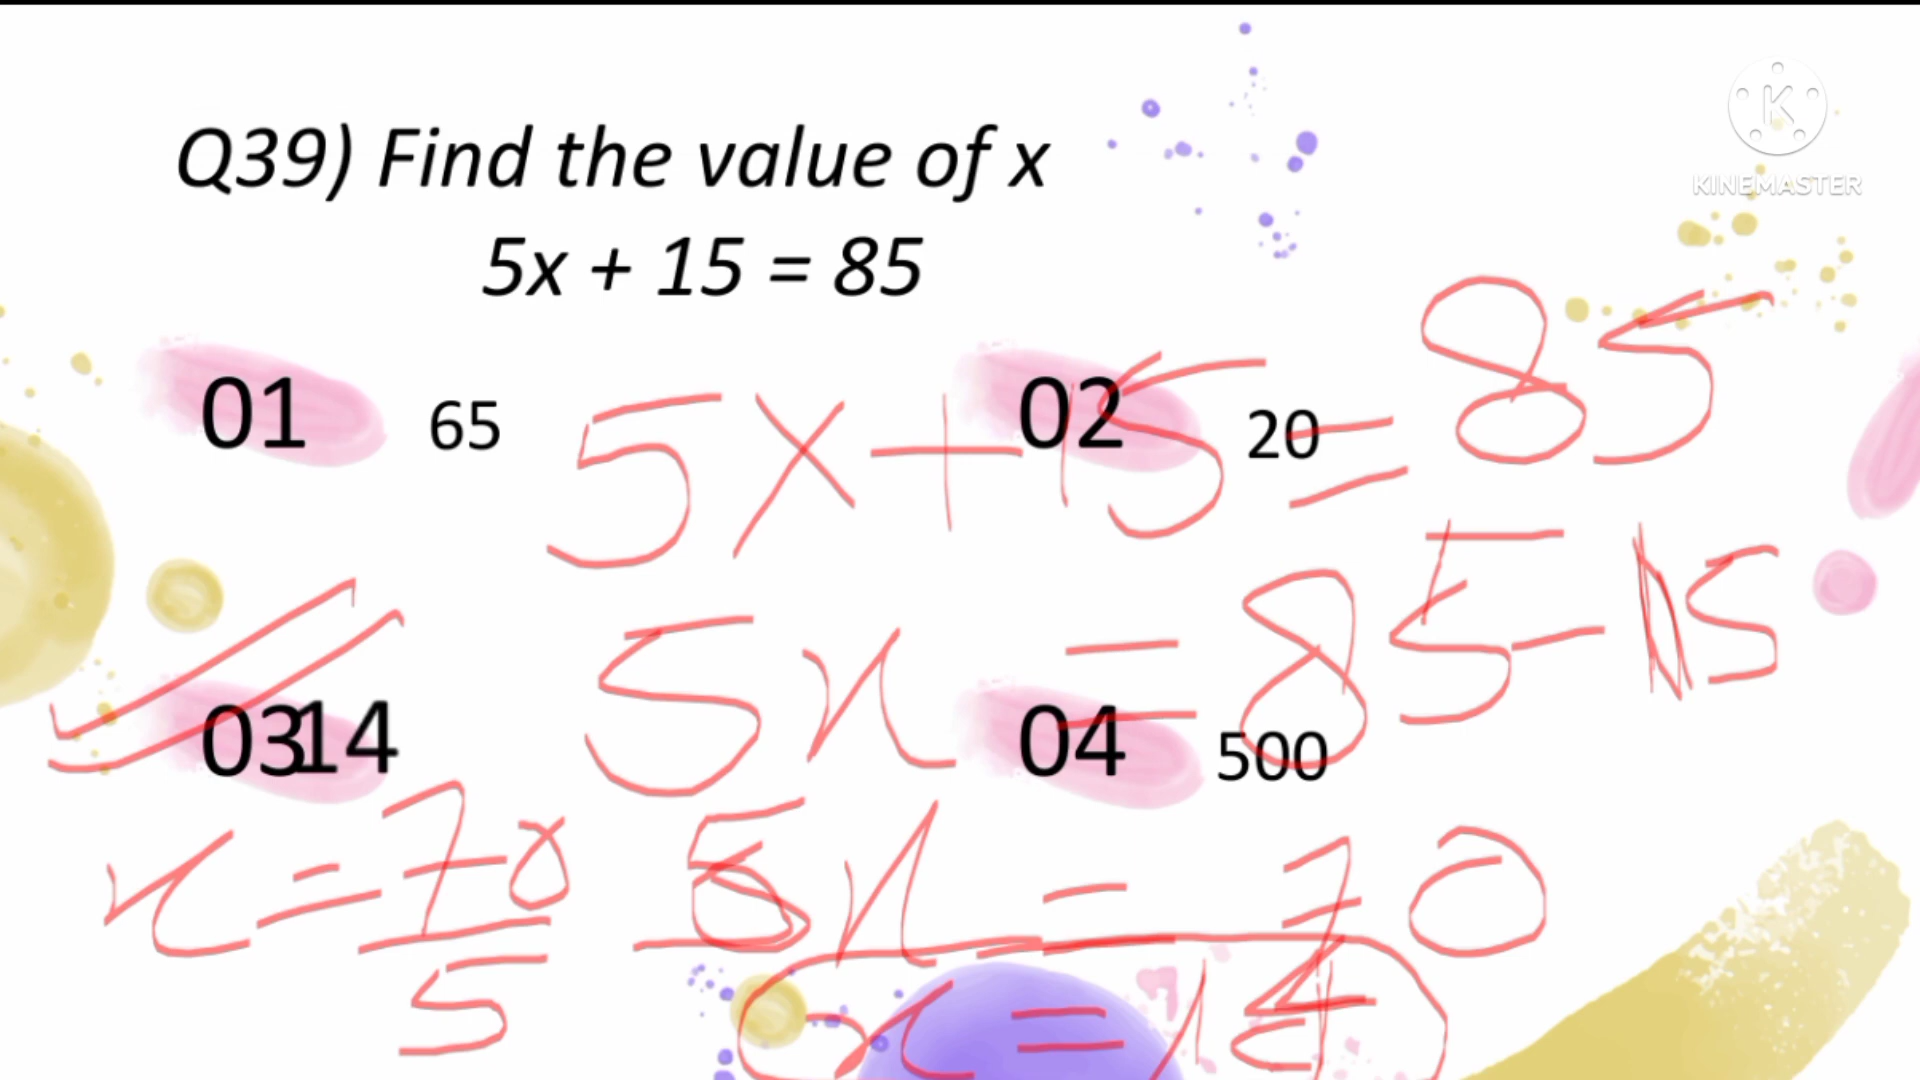 Q39) Find the value of x
5x + 15 = 85
KINEMASTER
01 65
02 20
5x+15 = 85
5x = 85-15
03 14
04 500
5x = 70
x = 70
5
x = 14